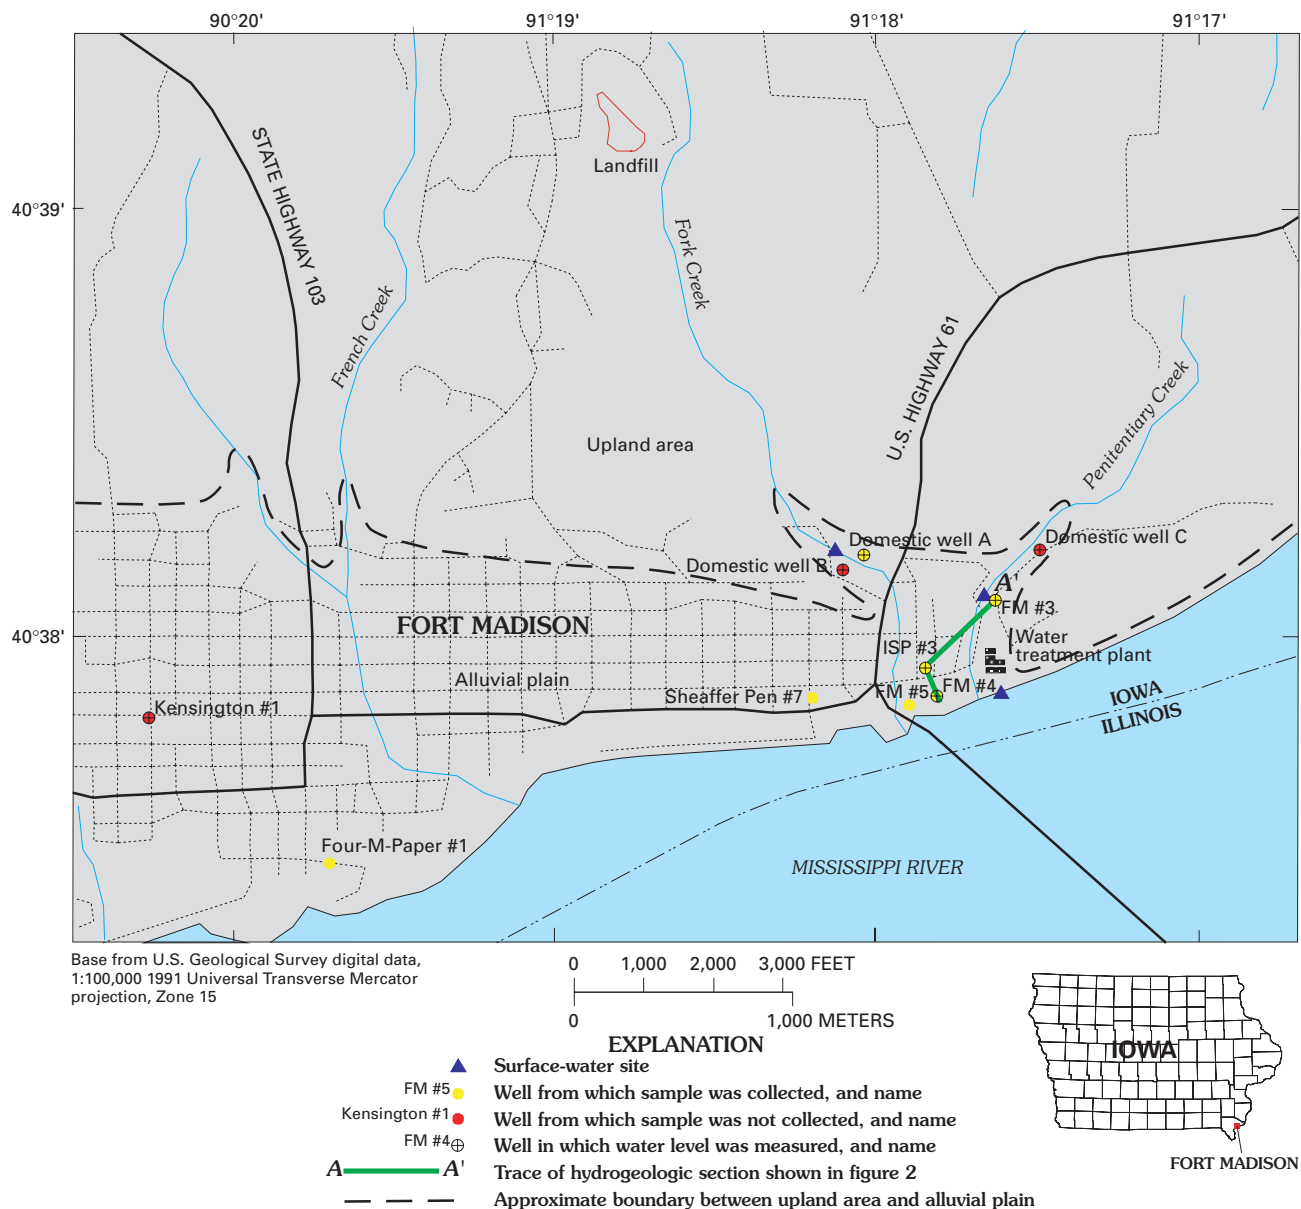 90°20'
91°19'
91°18'
91°17'
STATE HIGHWAY 103
Landfill
40°39'
French Creek
Fork Creek
U.S. HIGHWAY 61
Penitentiary Creek
Upland area
Domestic well A
Domestic well C
Domestic well B
A'
FM #3
40°38'
FORT MADISON
ISP #3
Water
treatment plant
Alluvial plain
Sheaffer Pen #7
FM #5
FM #4
IOWA
ILLINOIS
Kensington #1
Four-M-Paper #1
MISSISSIPPI RIVER
Base from U.S. Geological Survey digital data,
1:100,000 1991 Universal Transverse Mercator
projection, Zone 15
0 1,000 2,000 3,000 FEET
0 1,000 METERS
EXPLANATION
Surface-water site
FM #5 Well from which sample was collected, and name
Kensington #1 Well from which sample was not collected, and name
FM #4 Well in which water level was measured, and name
A A' Trace of hydrogeologic section shown in figure 2
Approximate boundary between upland area and alluvial plain
IOWA
FORT MADISON